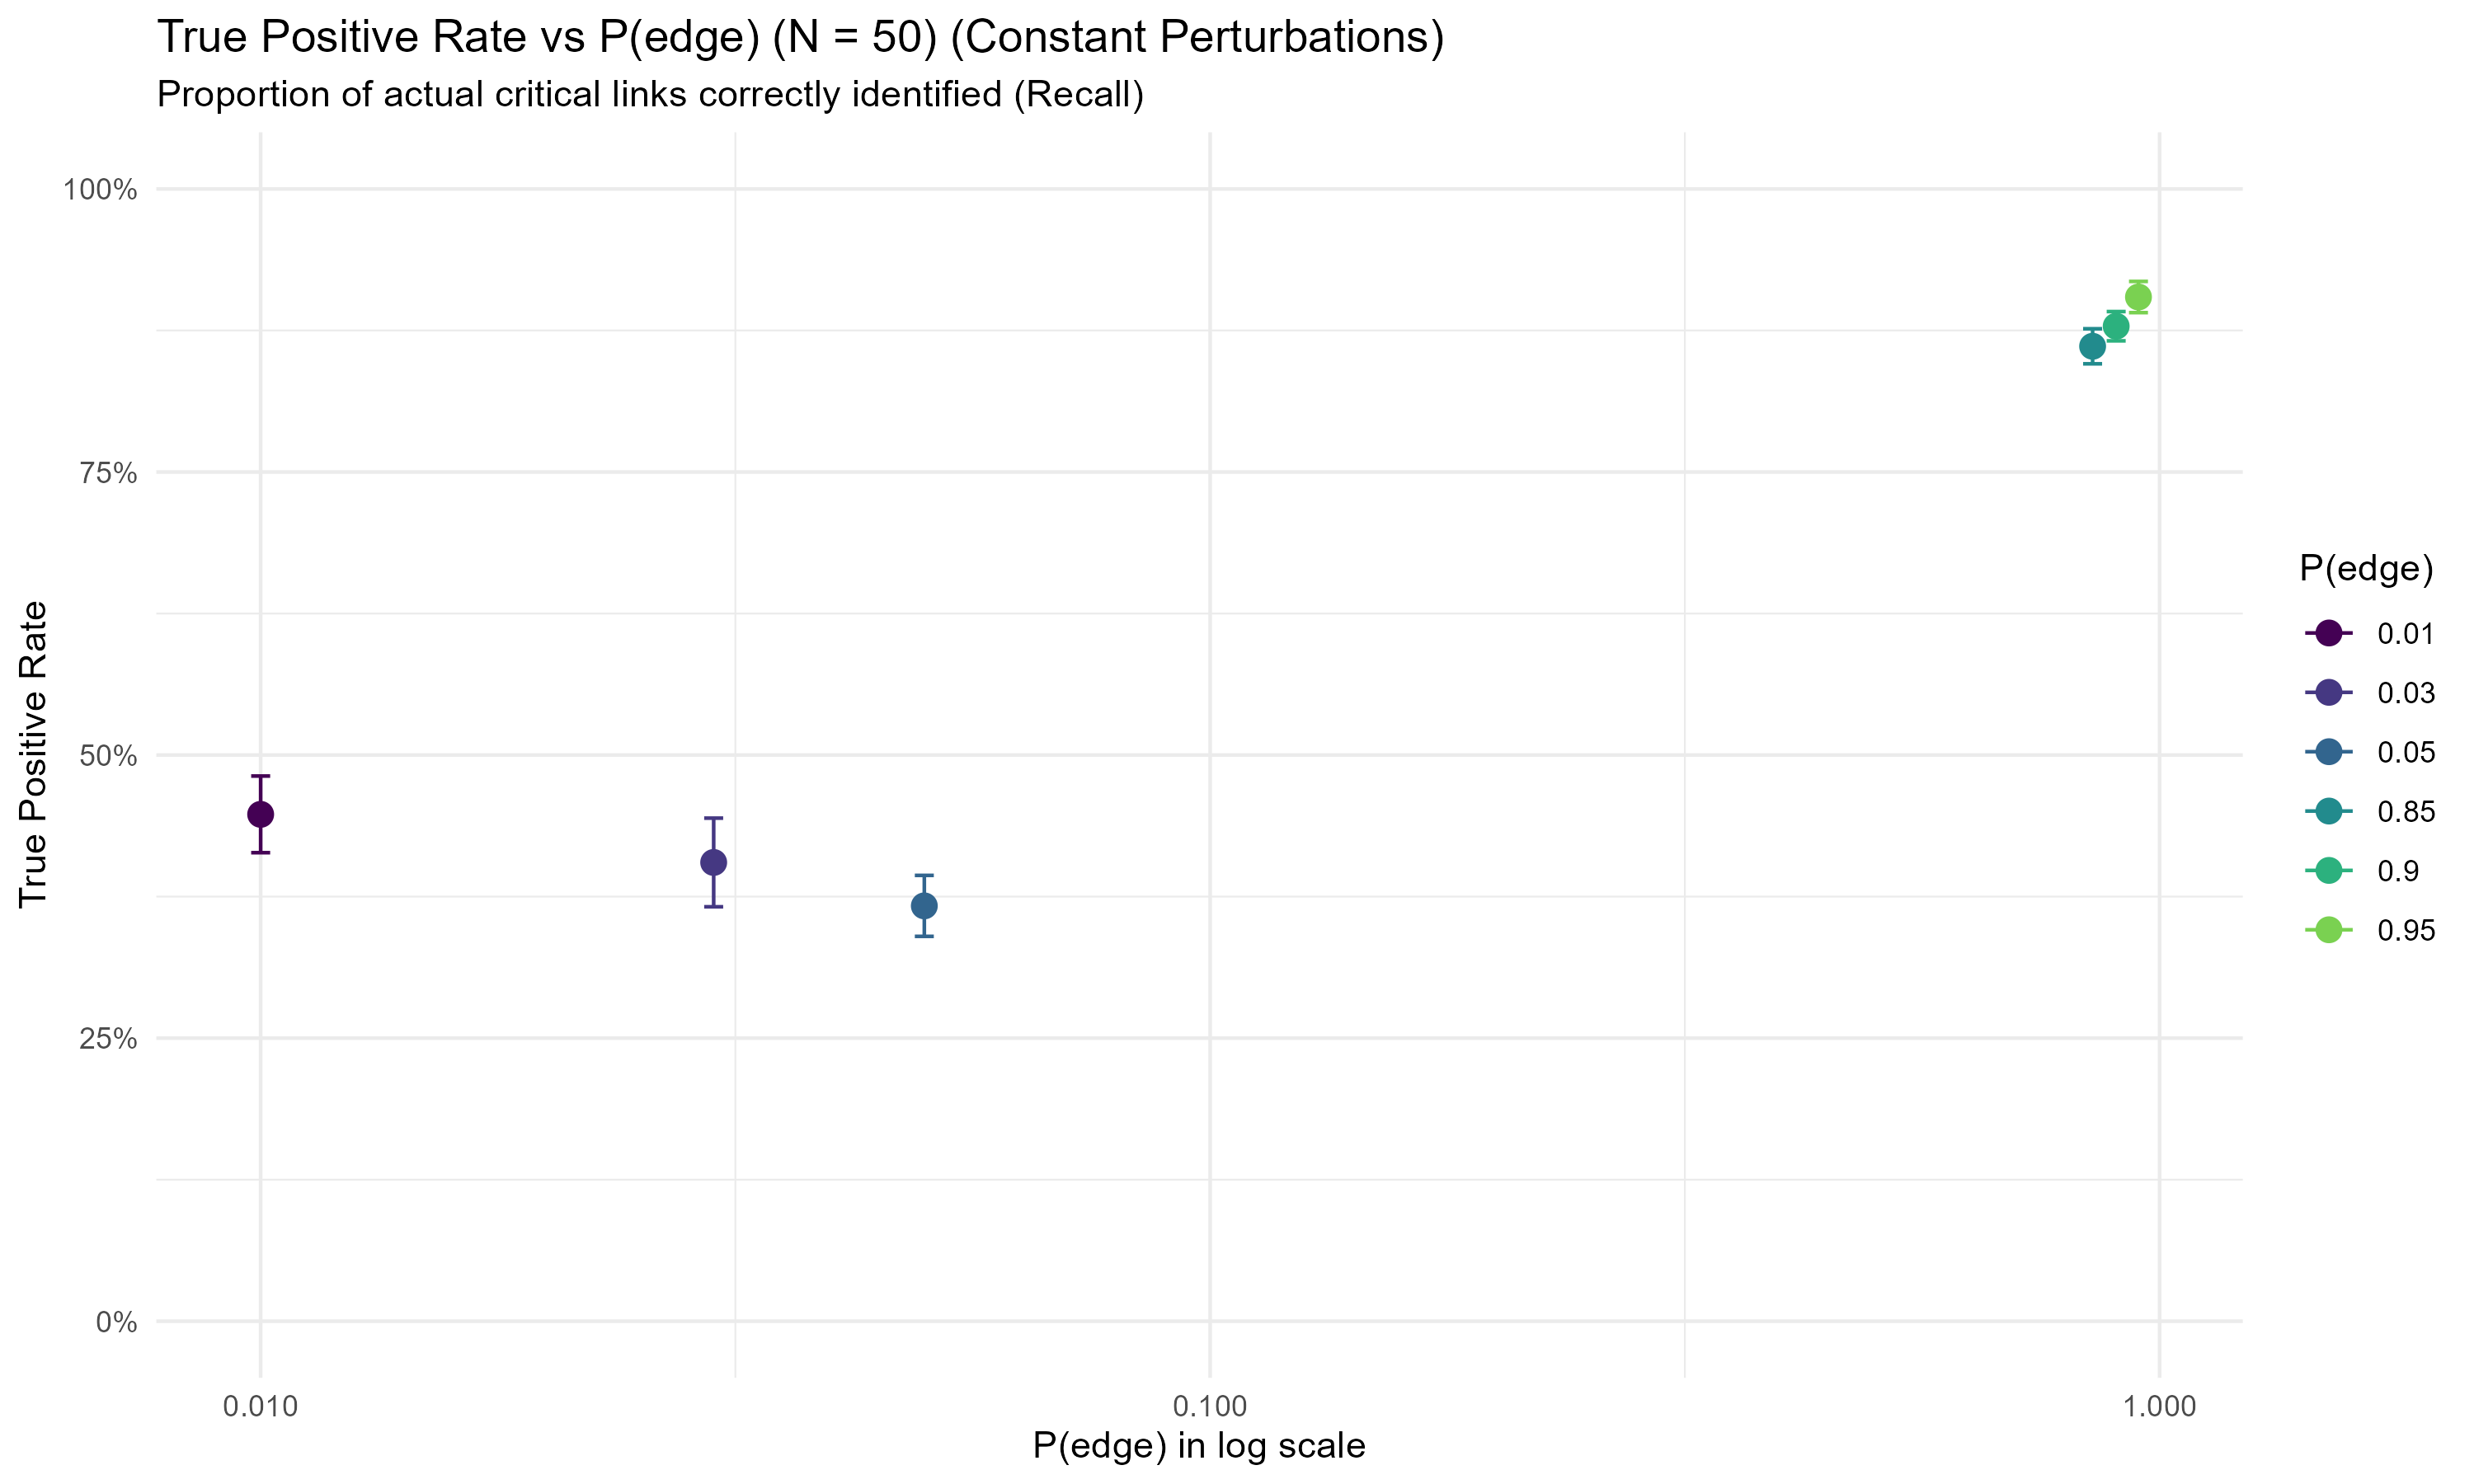 True Positive Rate vs P(edge) (N = 50) (Constant Perturbations)
Proportion of actual critical links correctly identified (Recall)
100%
75%
50%
25%
0%
True Positive Rate
0.010
0.100
1.000
P(edge) in log scale
P(edge)
0.01
0.03
0.05
0.85
0.9
0.95